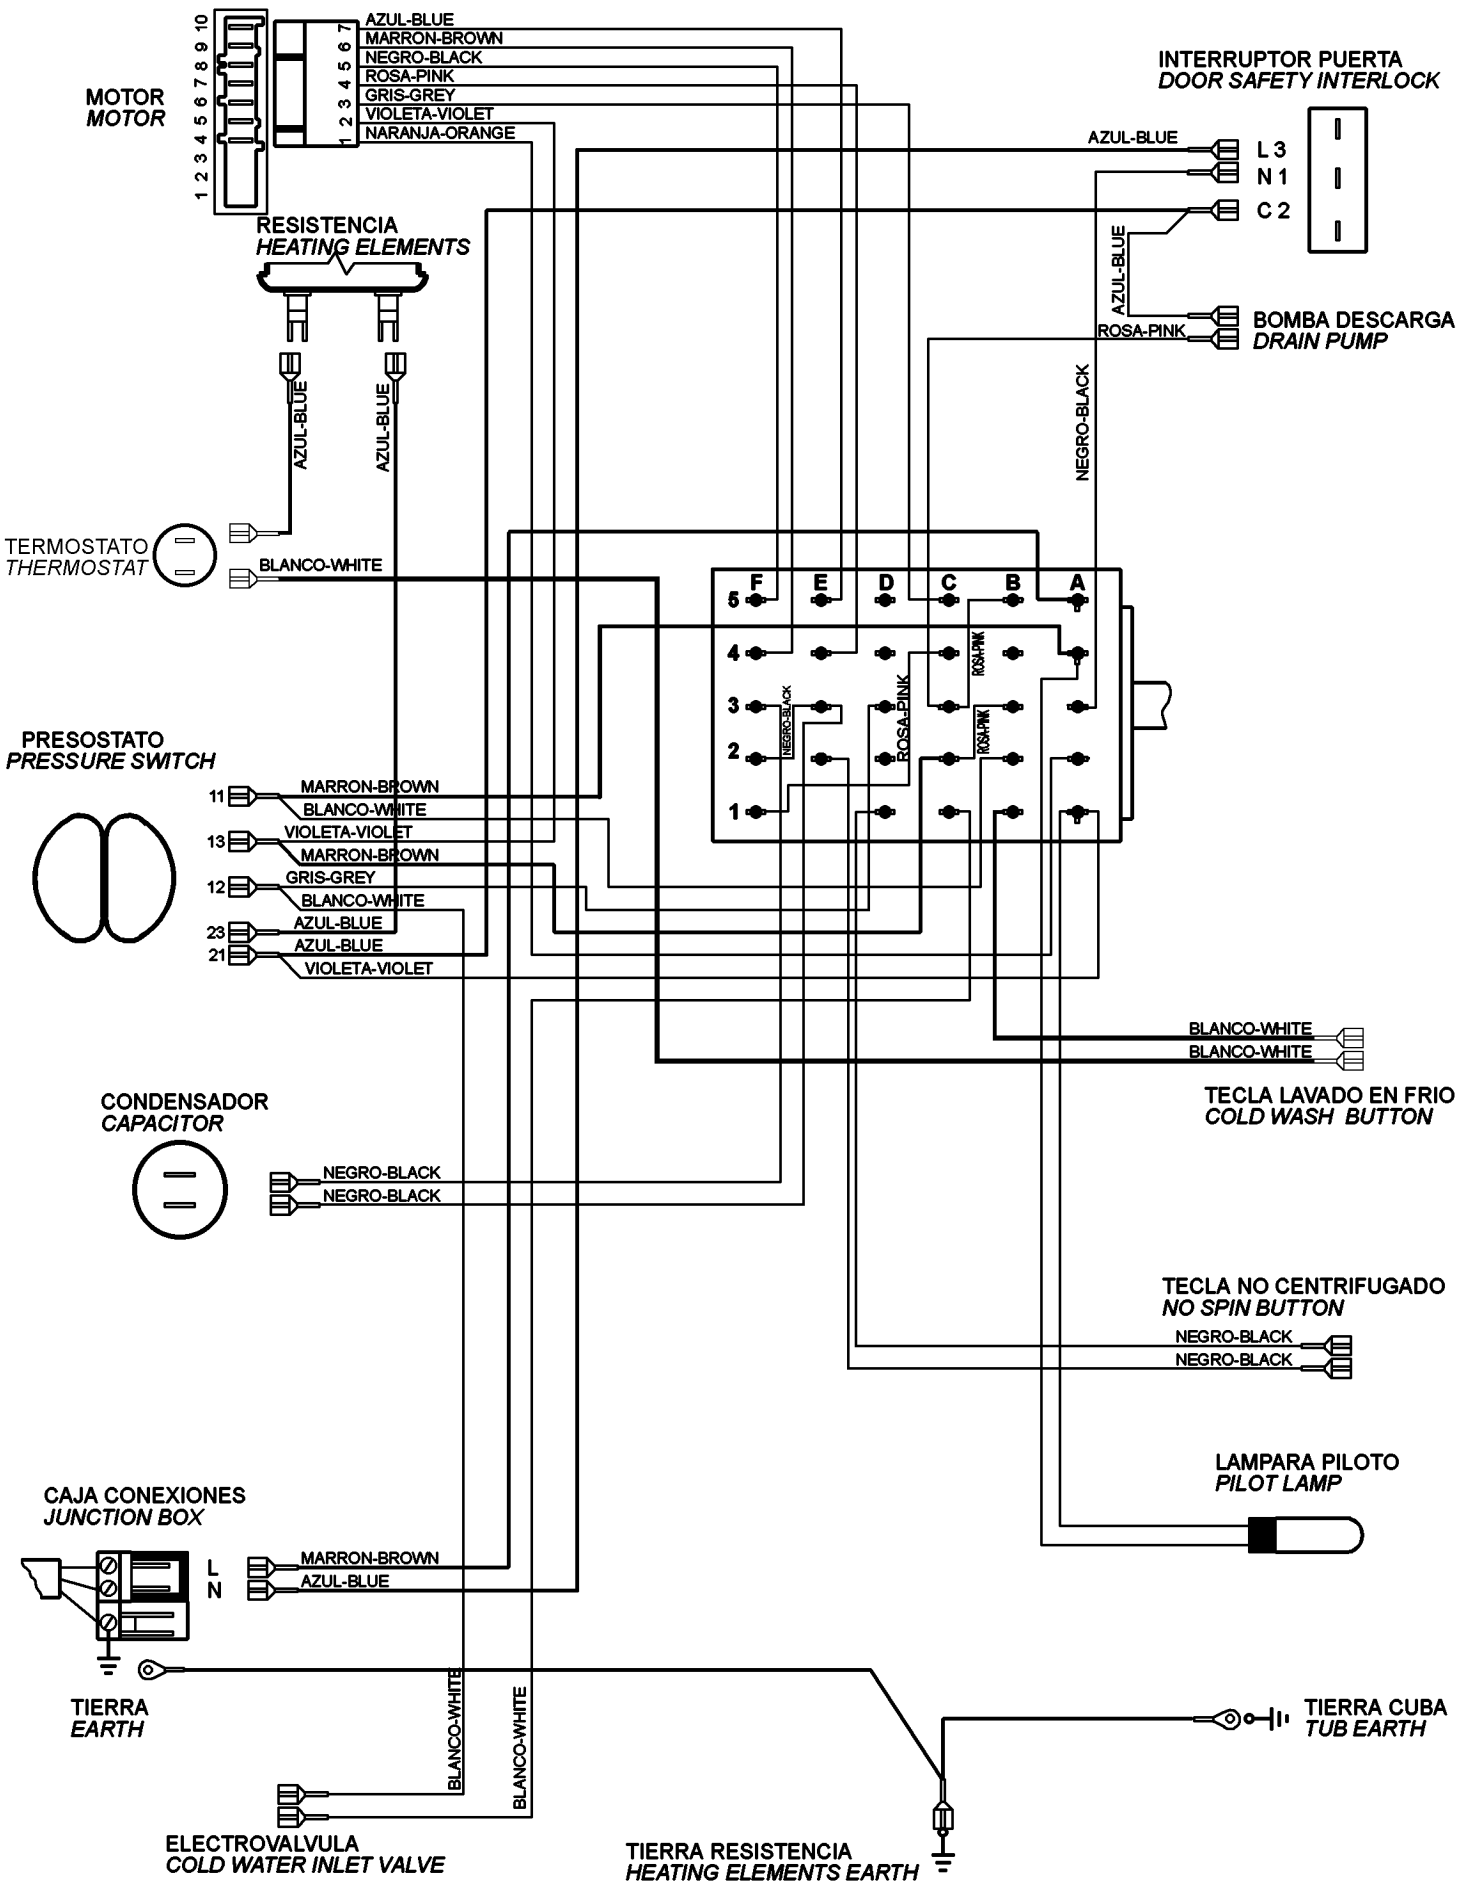 10
9
8
7
6
5
4
3
2
1
7
6
5
4
3
2
1
AZUL-BLUE
MARRON-BROWN
NEGRO-BLACK
ROSA-PINK
GRIS-GREY
VIOLETA-VIOLET
NARANJA-ORANGE
MOTOR
MOTOR
INTERRUPTOR PUERTA
DOOR SAFETY INTERLOCK
AZUL-BLUE
L 3
N 1
C 2
AZUL-BLUE
RESISTENCIA
HEATING ELEMENTS
BOMBA DESCARGA
DRAIN PUMP
ROSA-PINK
NEGRO-BLACK
AZUL-BLUE
AZUL-BLUE
TERMOSTATO
THERMOSTAT
BLANCO-WHITE
F E D C B A
5
4
3
2
1
ROSA-PINK
ROSA-PINK
NEGRO-BLACK
ROSA-PINK
PRESOSTATO
PRESSURE SWITCH
11
MARRON-BROWN
BLANCO-WHITE
13
VIOLETA-VIOLET
MARRON-BROWN
12
GRIS-GREY
BLANCO-WHITE
23
AZUL-BLUE
21
AZUL-BLUE
VIOLETA-VIOLET
BLANCO-WHITE
BLANCO-WHITE
TECLA LAVADO EN FRIO
COLD WASH BUTTON
CONDENSADOR
CAPACITOR
NEGRO-BLACK
NEGRO-BLACK
TECLA NO CENTRIFUGADO
NO SPIN BUTTON
NEGRO-BLACK
NEGRO-BLACK
LAMPARA PILOTO
PILOT LAMP
CAJA CONEXIONES
JUNCTION BOX
L
N
MARRON-BROWN
AZUL-BLUE
TIERRA
EARTH
BLANCO-WHITE
BLANCO-WHITE
TIERRA CUBA
TUB EARTH
ELECTROVALVULA
COLD WATER INLET VALVE
TIERRA RESISTENCIA
HEATING ELEMENTS EARTH